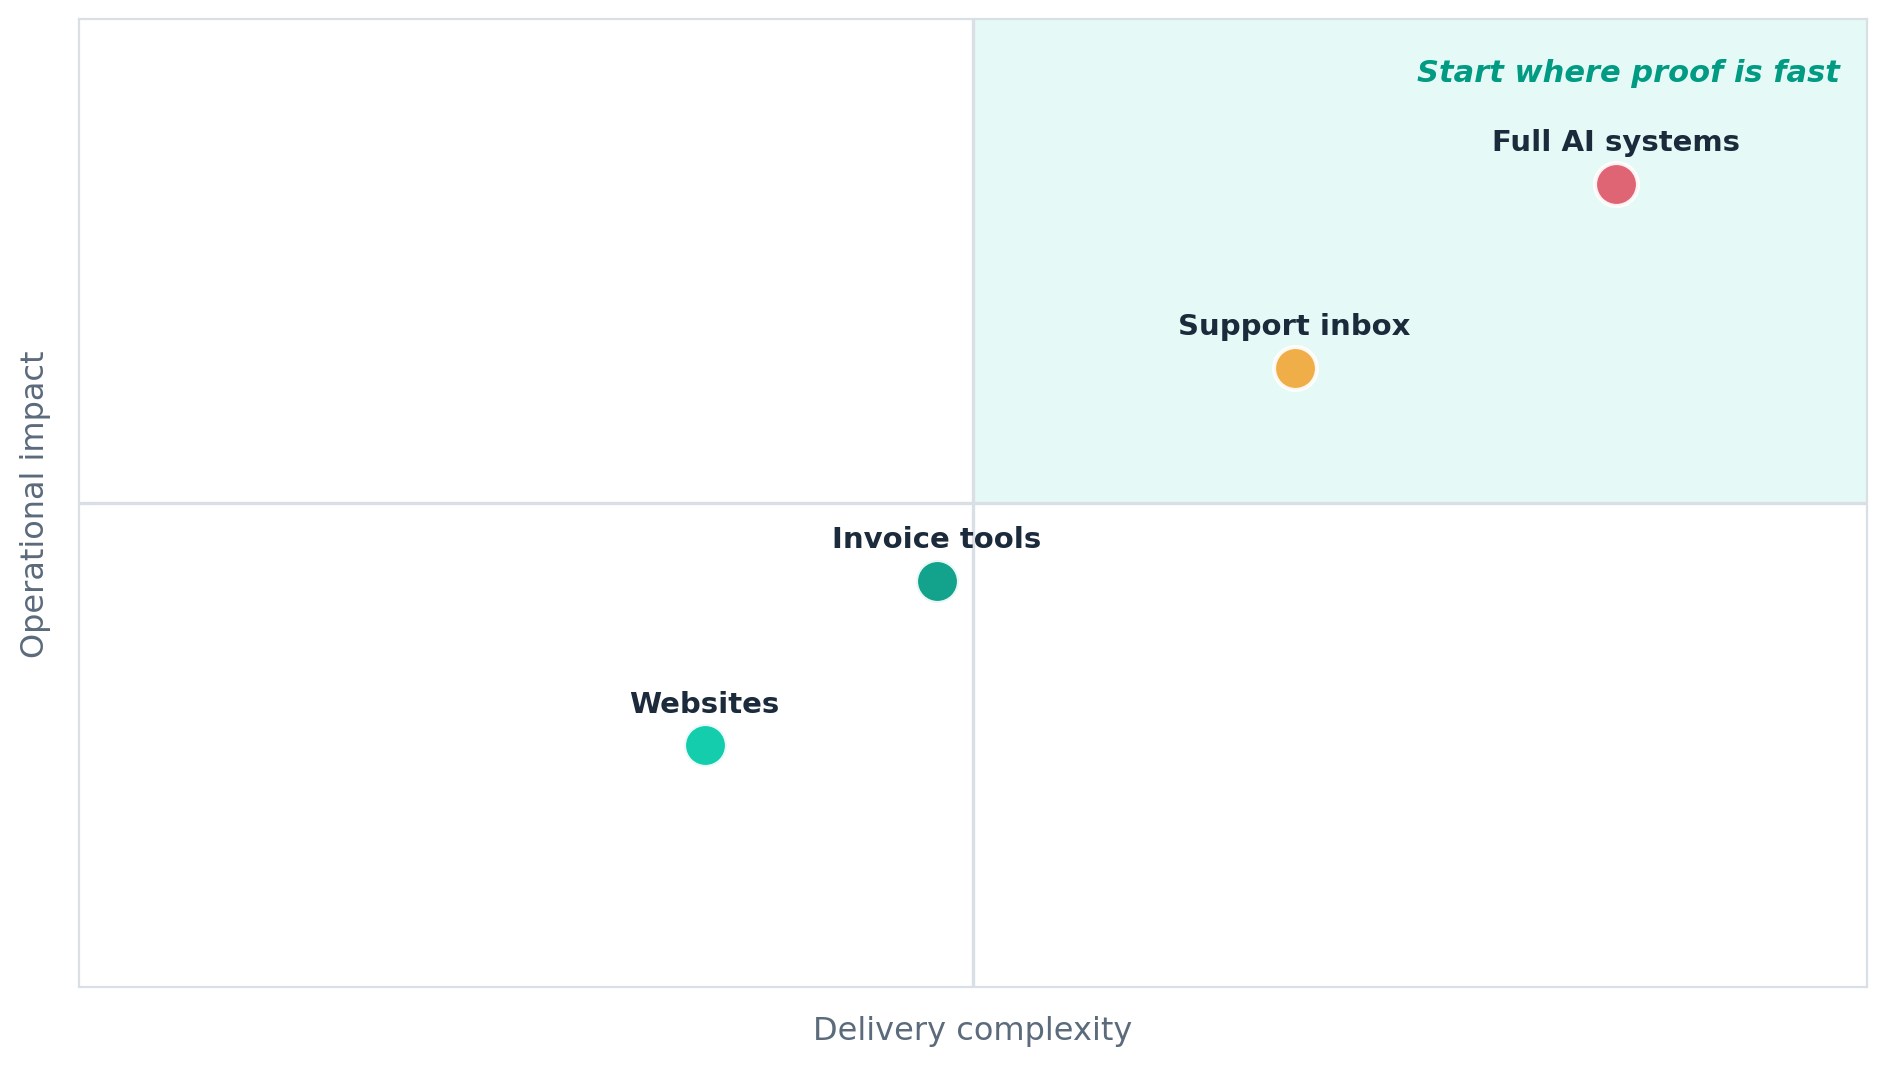 Start where proof is fast
Full AI systems
Support inbox
Operational impact
Invoice tools
Websites
Delivery complexity